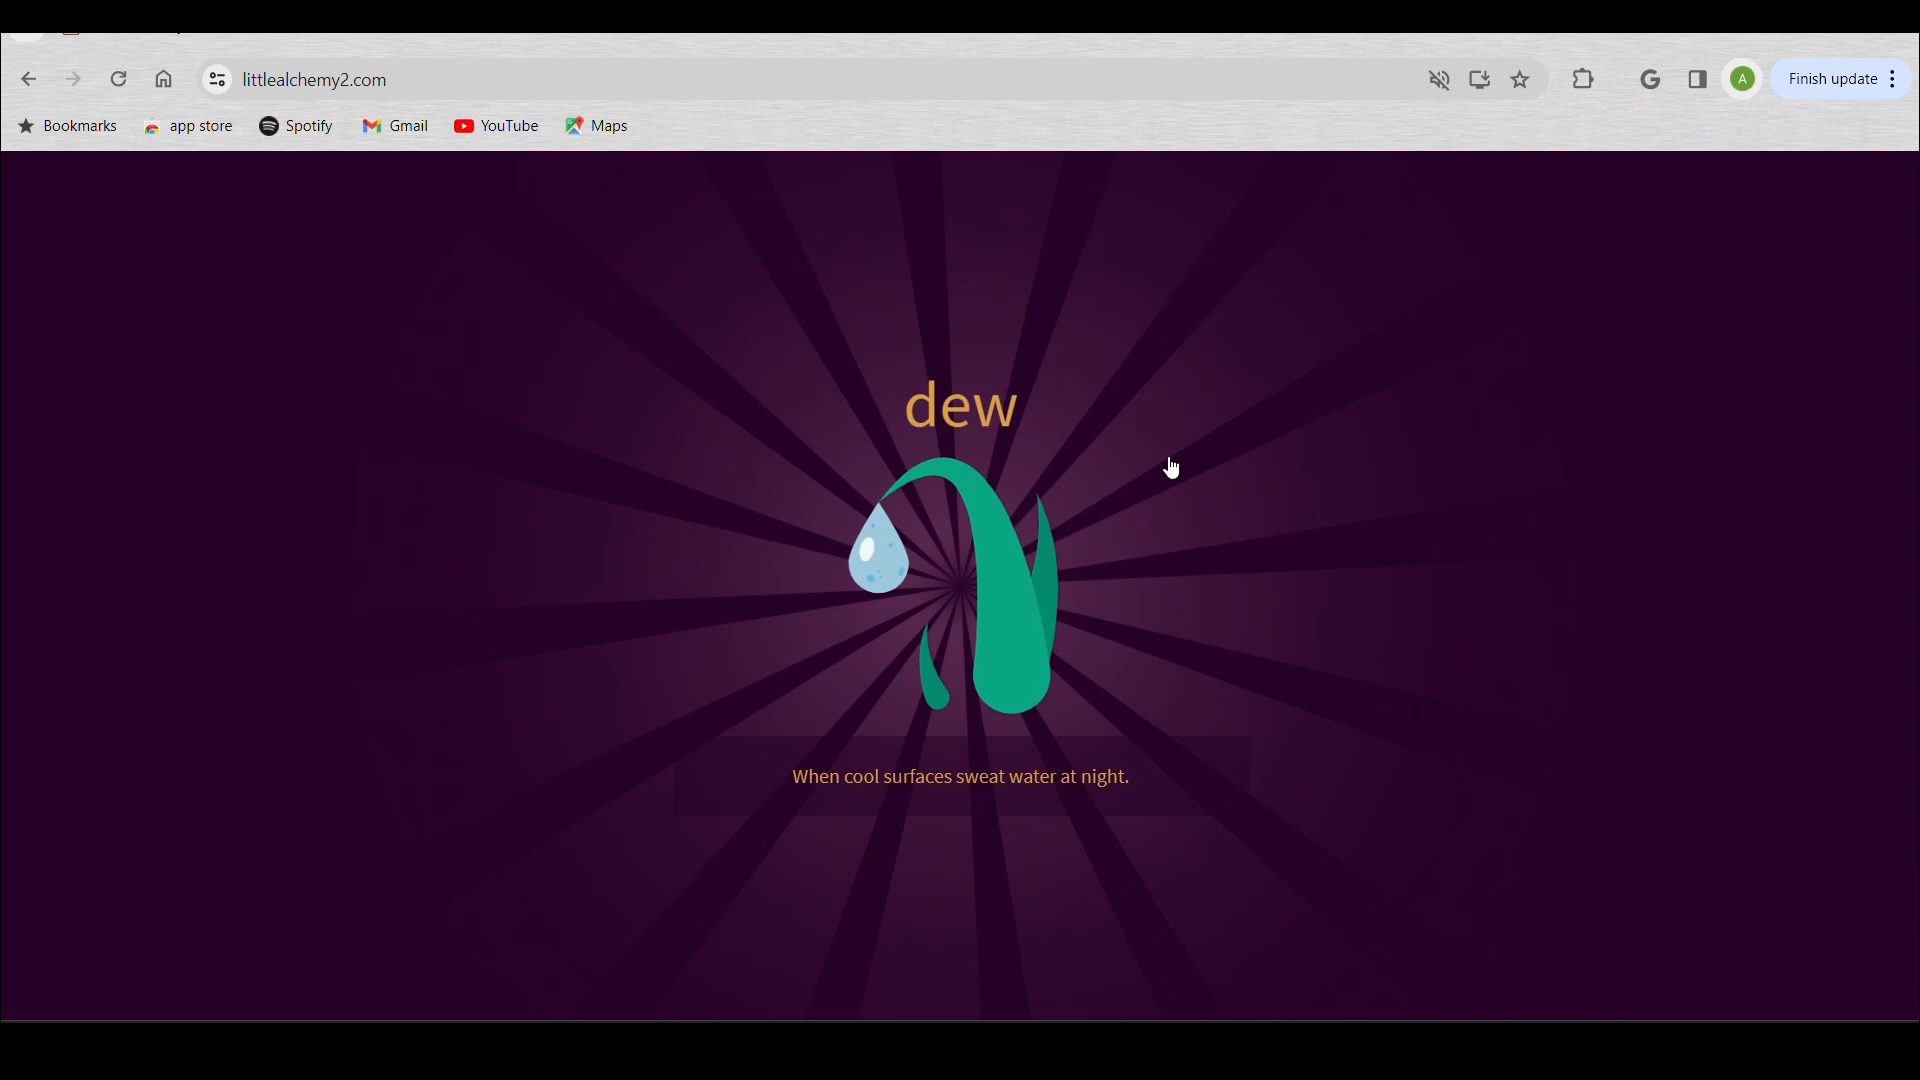 littlealchemy2.com
A
Finish update
Bookmarks
app store
Spotify
Gmail
YouTube
Maps
dew
When cool surfaces sweat water at night.